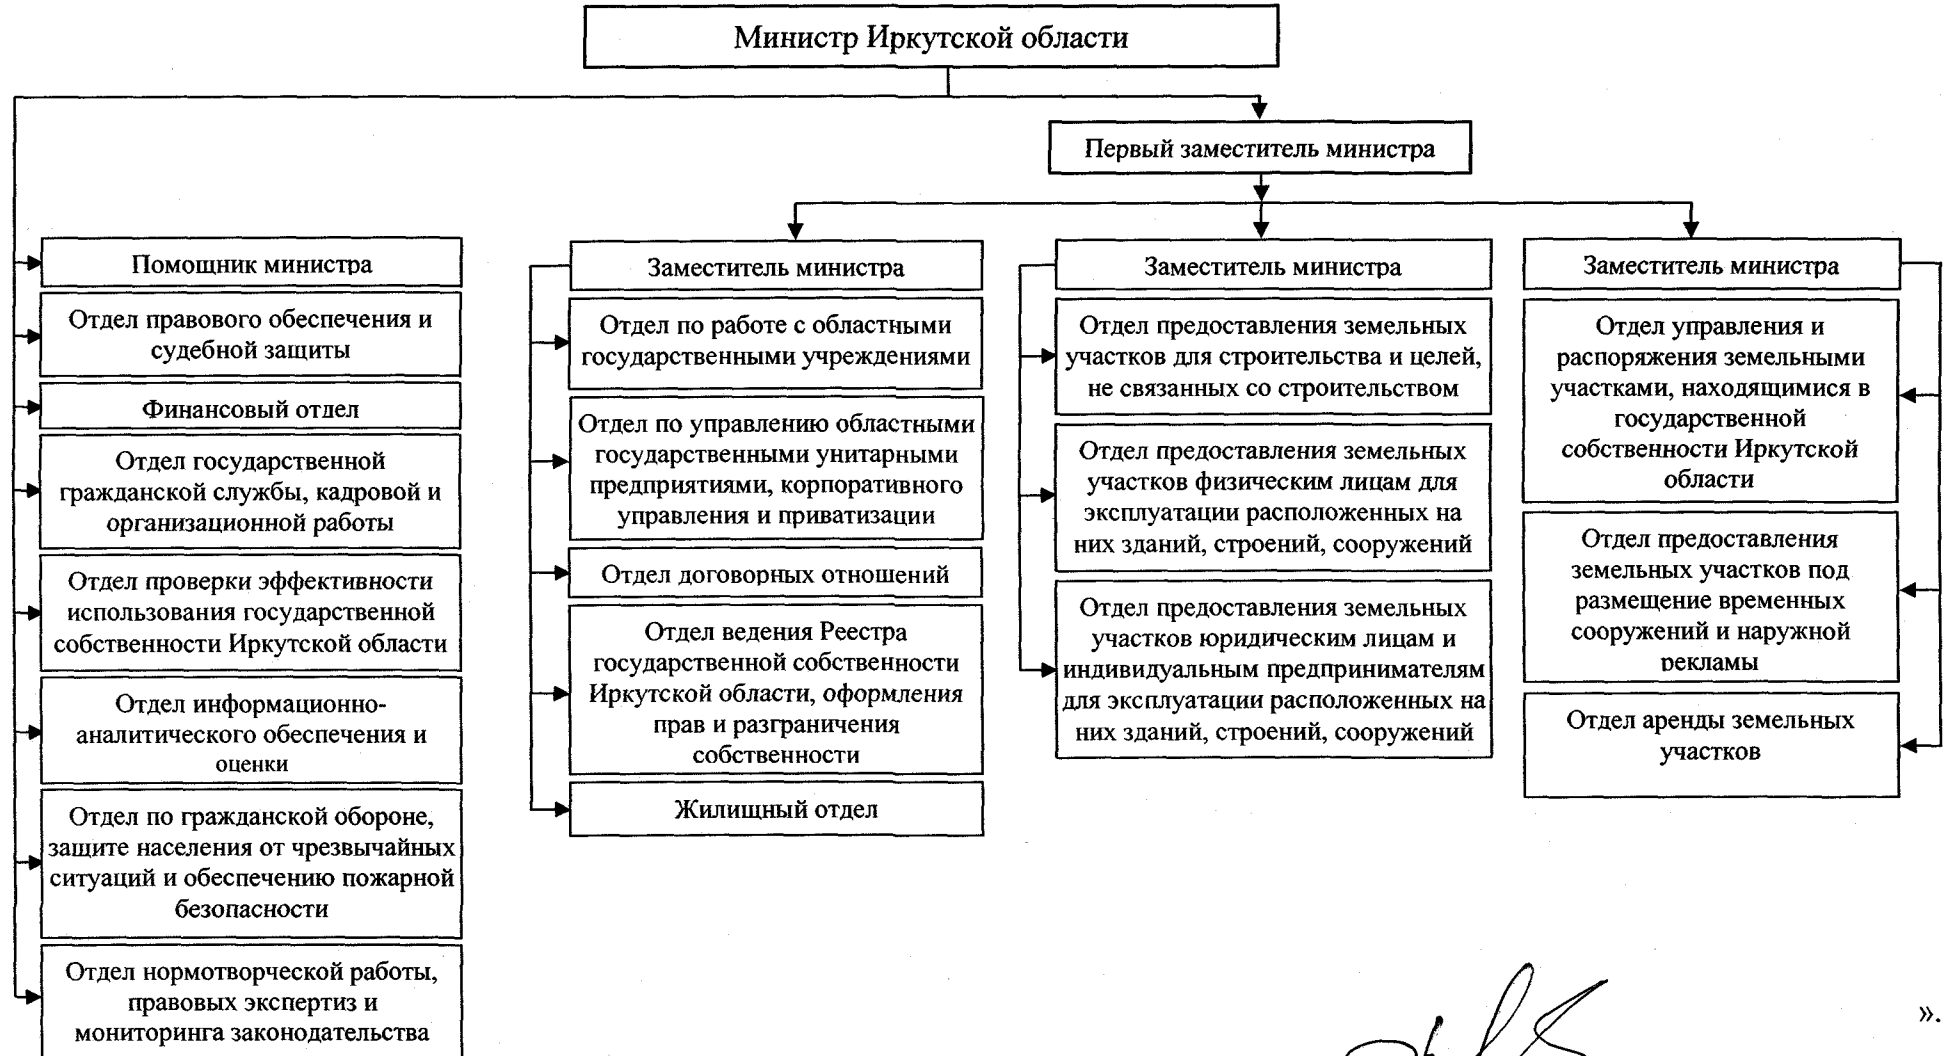 Министр Иркутской области
Первый заместитель министра
Помощник министра
Отдел правового обеспечения и
судебной защиты
Финансовый отдел
Отдел государственной
гражданской службы, кадровой и
организационной работы
Отдел проверки эффективности
использования государственной
собственности Иркутской области
Отдел информационно-
аналитического обеспечения и
оценки
Отдел по гражданской обороне,
защите населения от чрезвычайных
ситуаций и обеспечению пожарной
безопасности
Отдел нормотворческой работы,
правовых экспертиз и
мониторинга законодательства
Заместитель министра
Отдел по работе с областными
государственными учреждениями
Отдел по управлению областными
государственными унитарными
предприятиями, корпоративного
управления и приватизации
Отдел договорных отношений
Отдел ведения Реестра
государственной собственности
Иркутской области, оформления
прав и разграничения
собственности
Жилищный отдел
Заместитель министра
Отдел предоставления земельных
участков для строительства и целей,
не связанных со строительством
Отдел предоставления земельных
участков физическим лицам для
эксплуатации расположенных на
них зданий, строений, сооружений
Отдел предоставления земельных
участков юридическим лицам и
индивидуальным предпринимателям
для эксплуатации расположенных на
них зданий, строений, сооружений
Заместитель министра
Отдел управления и
распоряжения земельными
участками, находящимися в
государственной
собственности Иркутской
области
Отдел предоставления
земельных участков под
размещение временных
сооружений и наружной
рекламы
Отдел аренды земельных
участков
».